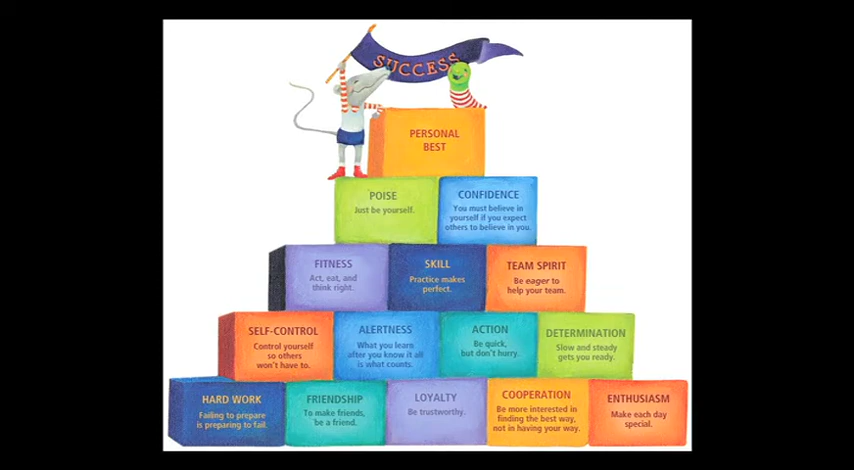 SUCCESS
PERSONAL
BEST
POISE
Just be yourself.
CONFIDENCE
You must believe in
yourself if you expect
others to believe in you.
FITNESS
Act, eat, and
think right.
SKILL
Practice makes
perfect.
TEAM SPIRIT
Be eager to
help your team.
SELF-CONTROL
Control yourself
so others
won't have to.
ALERTNESS
What you learn
after you know it all
is what counts.
ACTION
Be quick,
but don't hurry.
DETERMINATION
Slow and steady
gets you ready.
HARD WORK
Failing to prepare
is preparing to fail.
FRIENDSHIP
To make friends,
be a friend.
LOYALTY
Be trustworthy.
COOPERATION
Be more interested in
finding the best way,
not in having your way.
ENTHUSIASM
Make each day
special.